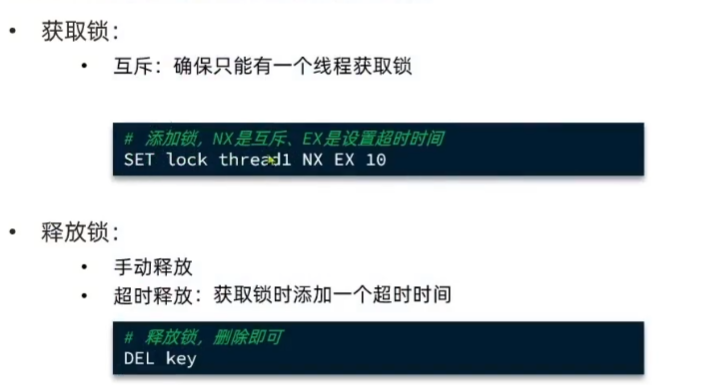 • 获取锁：
• 互斥：确保只能有一个线程获取锁
# 添加锁，NX是互斥、EX是设置超时时间
SET lock thread1 NX EX 10
• 释放锁：
• 手动释放
• 超时释放：获取锁时添加一个超时时间
# 释放锁，删除即可
DEL key